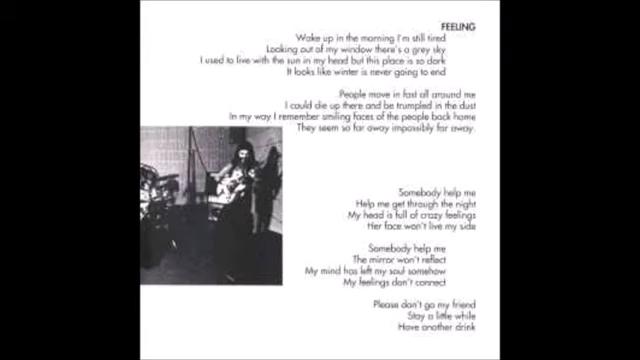 FEELING
Wake up in the morning I'm still tired
Looking out of my window there's a grey sky
I used to live with the sun in my head but this place is so dark
It looks like winter is never going to end
People move in fast all around me
I could die up there and be trumpled in the dust
In my way I remember smiling faces of the people back home
They seem so far away impossibly far away.
Somebody help me
Help me get through the night
My head is full of crazy feelings
Her face won't live my side
Somebody help me
The mirror won't reflect
My mind has left my soul somehow
My feelings don't connect
Please don't go my friend
Stay a little while
Have another drink